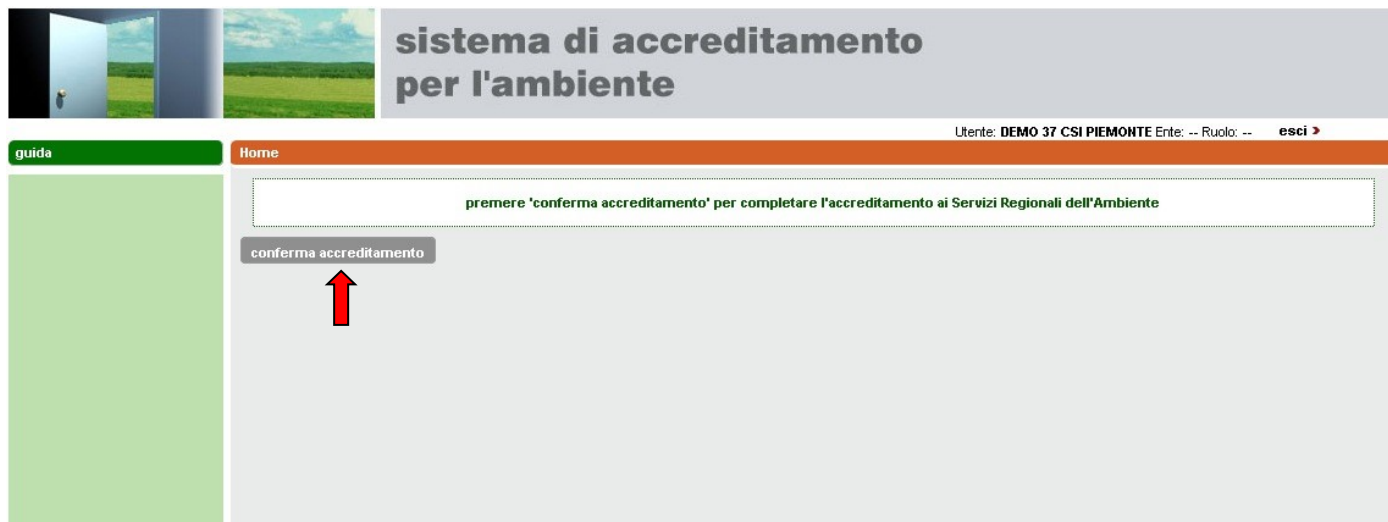 sistema di accreditamento
per l'ambiente
Utente: DEMO 37 CSI PIEMONTE Ente: -- Ruolo: -- esci
guida
Home
premere 'conferma accreditamento' per completare l'accreditamento ai Servizi Regionali dell'Ambiente
conferma accreditamento